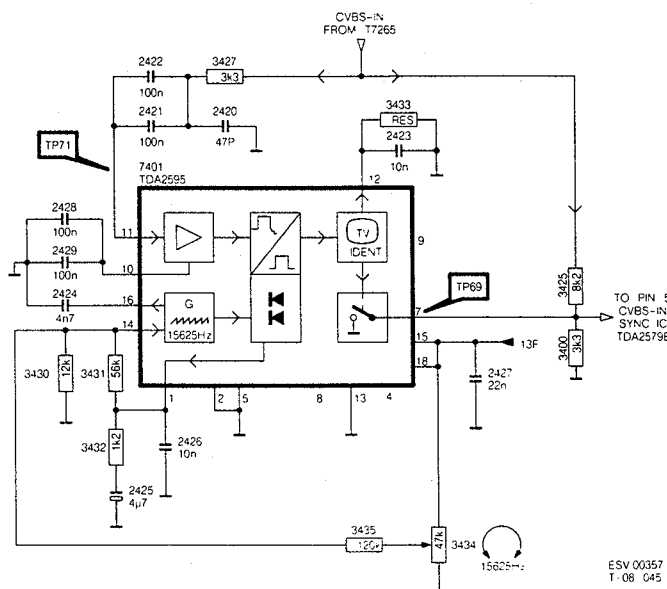 CVBS-IN
FROM T7265
2422
100n
3427
3k3
2421
100n
2420
47P
3433
RES
2423
10n
TP71
7401
TDA2595
12
2428
100n
11
9
2429
100n
10
TV
IDENT
TP69
3425
8k2
TO PIN 5
CVBS-IN
SYNC IC
TDA2579B
2424
4n7
16
G
15625Hz
7
14
15
13F
3400
3k3
18
3430
12k
3431
56k
2427
22n
1
2
5
8
13
4
3432
1k2
2426
10n
2425
4µ7
3435
120k
47k
3434
15625Hz
ESV 00357
T-08 045